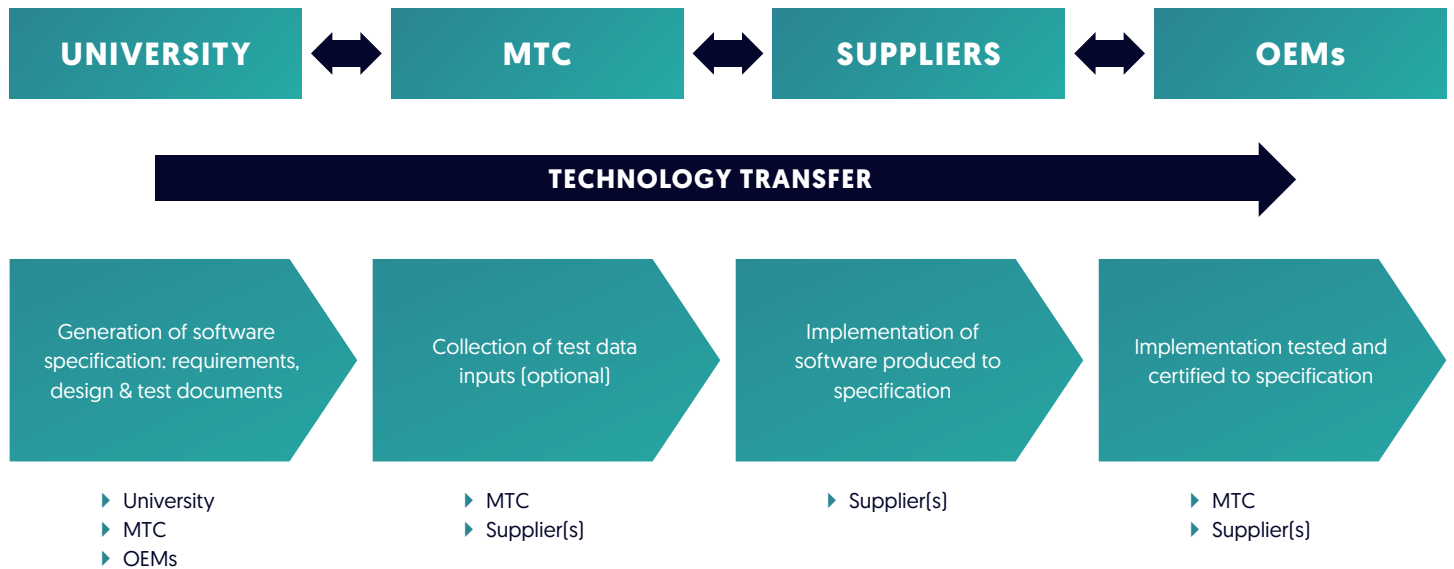 UNIVERSITY
MTC
SUPPLIERS
OEMs
TECHNOLOGY TRANSFER
Generation of software
specification: requirements,
design & test documents
Collection of test data
inputs (optional)
Implementation of
software produced to
specification
Implementation tested and
certified to specification
University
MTC
OEMs
MTC
Supplier(s)
Supplier(s)
MTC
Supplier(s)